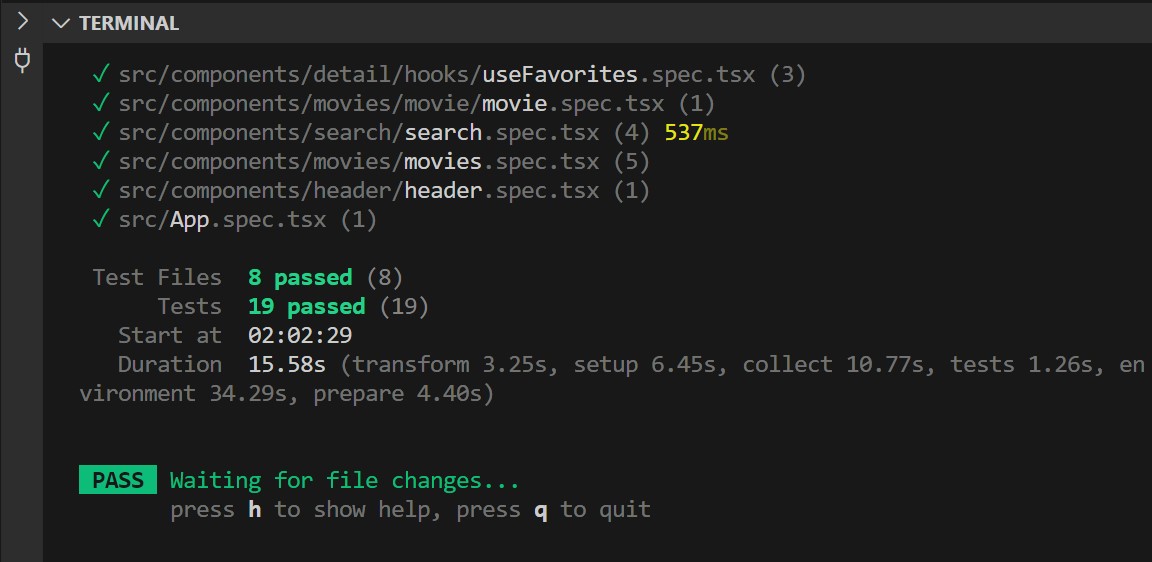 TERMINAL
✓ src/components/detail/hooks/useFavorites.spec.tsx (3)
✓ src/components/movies/movie/movie.spec.tsx (1)
✓ src/components/search/search.spec.tsx (4) 537ms
✓ src/components/movies/movies.spec.tsx (5)
✓ src/components/header/header.spec.tsx (1)
✓ src/App.spec.tsx (1)
Test Files 8 passed (8)
Tests 19 passed (19)
Start at 02:02:29
Duration 15.58s (transform 3.25s, setup 6.45s, collect 10.77s, tests 1.26s, en
vironment 34.29s, prepare 4.40s)
PASS Waiting for file changes...
press h to show help, press q to quit